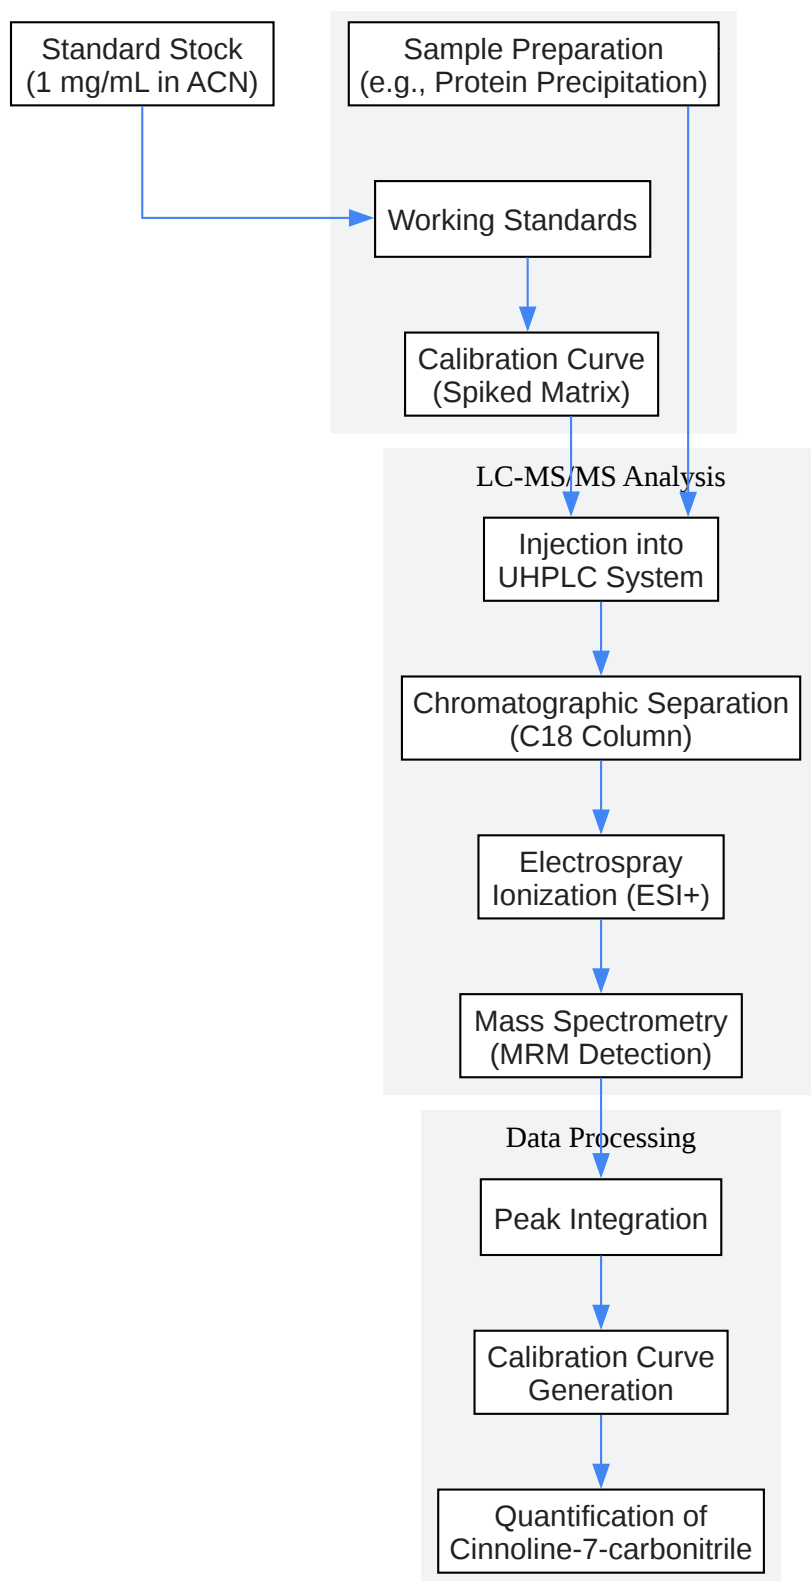 Standard Stock
(1 mg/mL in ACN)
Sample Preparation
(e.g., Protein Precipitation)
Working Standards
Calibration Curve
(Spiked Matrix)
LC-MS/MS Analysis
Injection into
UHPLC System
Chromatographic Separation
(C18 Column)
Electrospray
Ionization (ESI+)
Mass Spectrometry
(MRM Detection)
Data Processing
Peak Integration
Calibration Curve
Generation
Quantification of
Cinnoline-7-carbonitrile